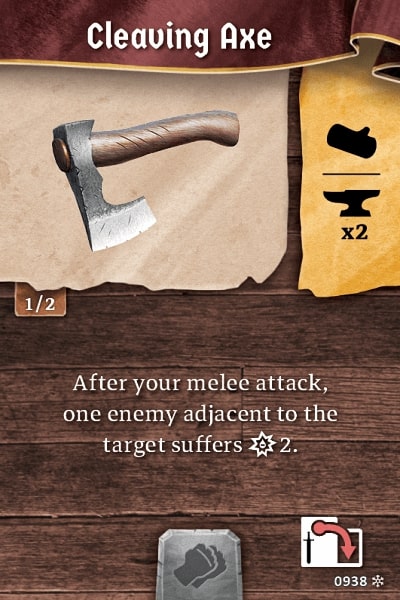 Cleaving Axe
x2
1/2
After your melee attack,
one enemy adjacent to the
target suffers 2.
0938